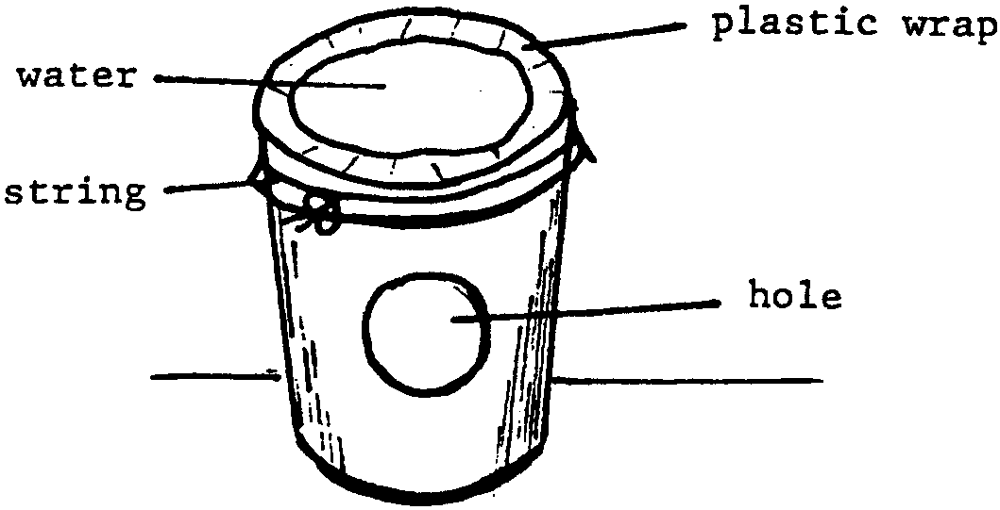 plastic wrap
water
string
hole